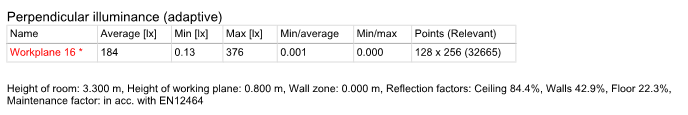 Perpendicular illuminance (adaptive)
Name Average [lx] Min [lx] Max [lx] Min/average Min/max Points (Relevant)
Workplane 16 * 184 0.13 376 0.001 0.000 128 x 256 (32665)
Height of room: 3.300 m, Height of working plane: 0.800 m, Wall zone: 0.000 m, Reflection factors: Ceiling 84.4%, Walls 42.9%, Floor 22.3%,
Maintenance factor: in acc. with EN12464